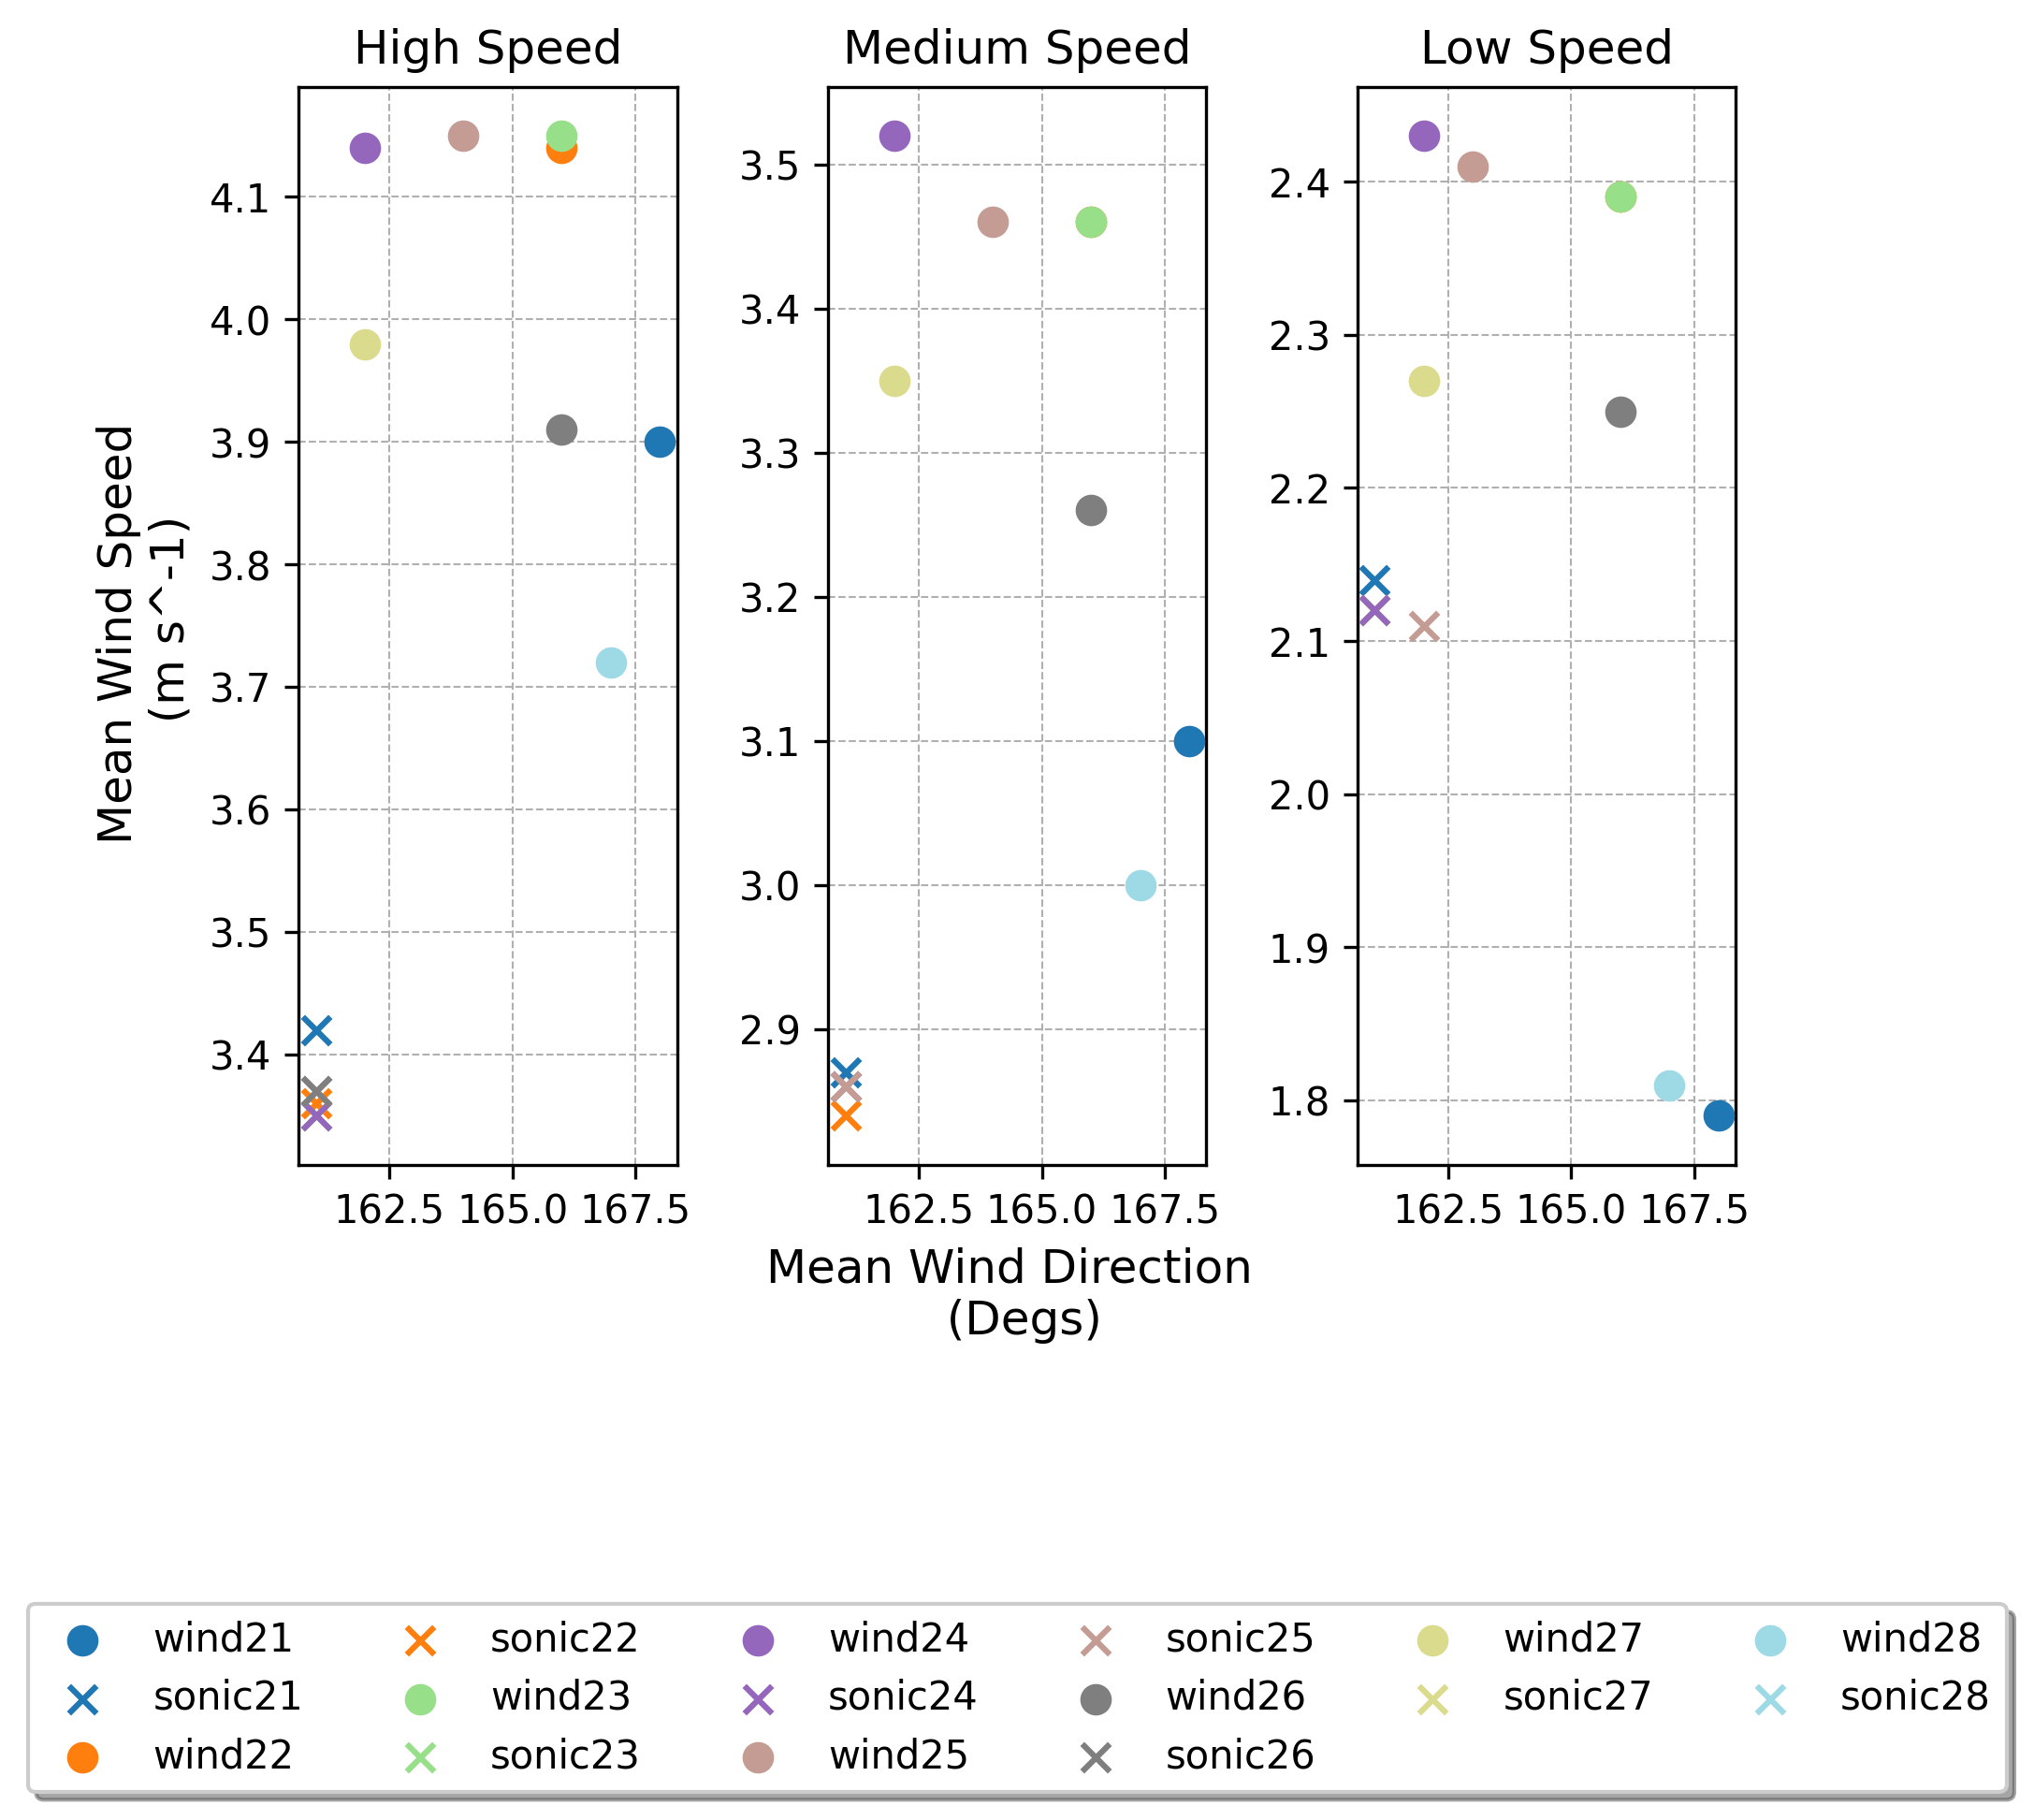 High Speed
Medium Speed
Low Speed
4.1
4.0
3.9
3.8
3.7
3.6
3.5
3.4
3.5
3.4
3.3
3.2
3.1
3.0
2.9
2.4
2.3
2.2
2.1
2.0
1.9
1.8
Mean Wind Speed
(m s^-1)
162.5 165.0 167.5
162.5 165.0 167.5
162.5 165.0 167.5
Mean Wind Direction
(Degs)
wind21
sonic21
wind22
sonic22
wind23
sonic23
wind24
sonic24
wind25
sonic25
wind26
sonic26
wind27
sonic27
wind28
sonic28